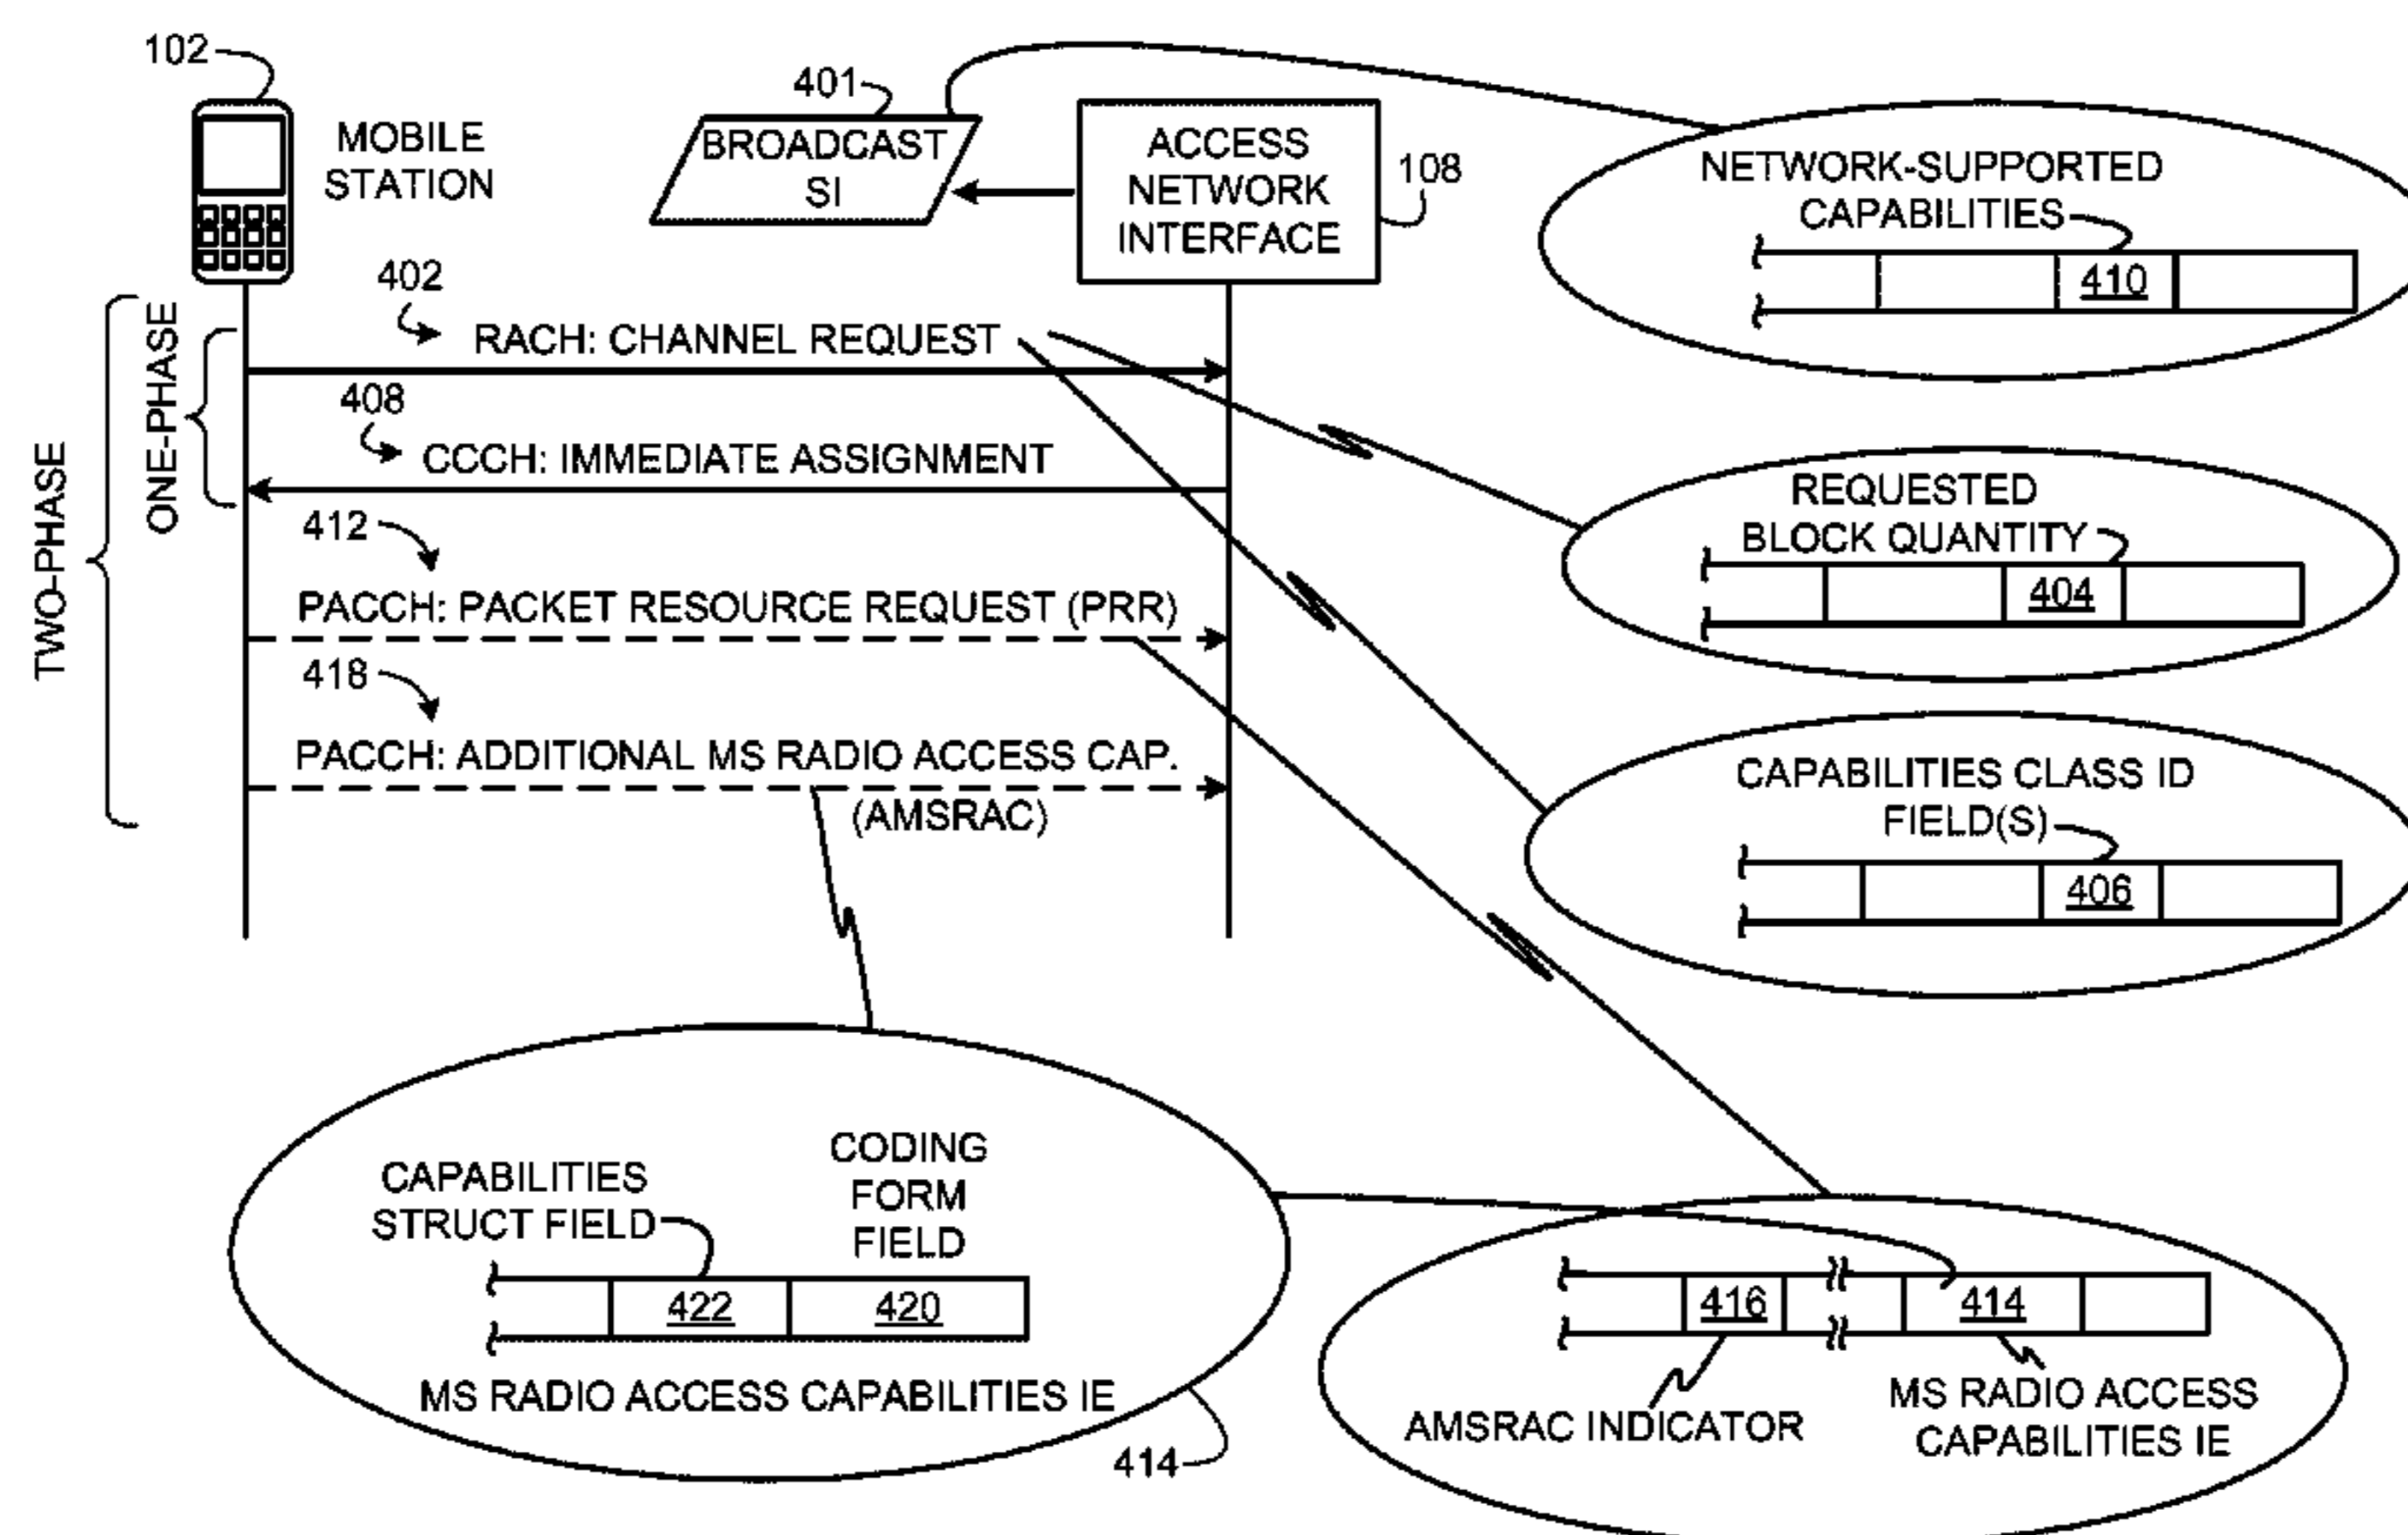 102
MOBILE
STATION
401
BROADCAST
SI
ACCESS
NETWORK
INTERFACE
108
NETWORK-SUPPORTED
CAPABILITIES
410
TWO-PHASE
ONE-PHASE
402
RACH: CHANNEL REQUEST
408
CCCH: IMMEDIATE ASSIGNMENT
412
PACCH: PACKET RESOURCE REQUEST (PRR)
418
PACCH: ADDITIONAL MS RADIO ACCESS CAP.
(AMSRAC)
REQUESTED
BLOCK QUANTITY
404
CAPABILITIES CLASS ID
FIELD(S)
406
CAPABILITIES
STRUCT FIELD
CODING
FORM
FIELD
422
420
MS RADIO ACCESS CAPABILITIES IE
414
416
414
AMSRAC INDICATOR
MS RADIO ACCESS
CAPABILITIES IE